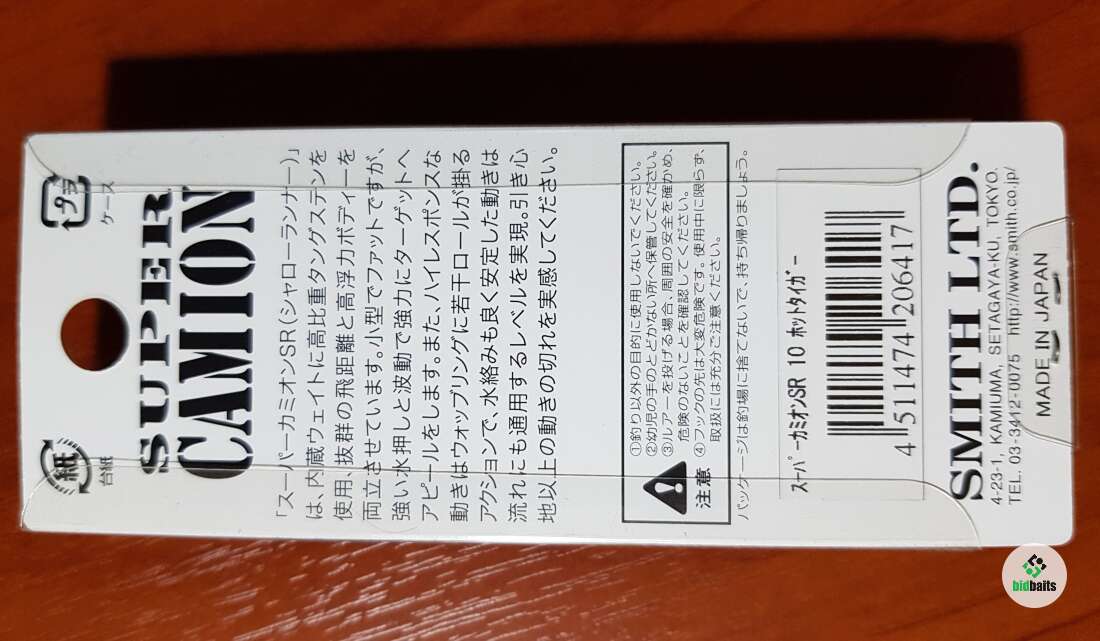 紙
台紙
プラ
ケース
SUPER
CAMION
「スーパーカミオンSR(シャローランナー)」
は、内蔵ウェイトに高比重タングステンを
使用、抜群の飛距離と高浮力ボディーを
両立させています。小型でファットですが、
強い水押しと波動で強力にターゲットへ
アピールをします。また、ハイレスポンスな
動きはウォップリングに若干ロールが掛る
アクションで、水絡みも良く安定した動きは
流れにも通用するレベルを実現。引き心
地以上の動きの切れを実感してください。
注意
①釣り以外の目的に使用しないでください。
②幼児の手のとどかない所へ保管してください。
③ルアーを投げる場合、周囲の安全を確かめ、
危険のないことを確認してください。
④フックの先は大変危険です。使用中に限らず、
取扱には充分ご注意ください。
パッケージは釣場に捨てないで、持ち帰りましょう。
スーパーカミオンSR 10 ホットタイガー
4 511474 206417
SMITH LTD.
4-23-1, KAMIUMA, SETAGAYA-KU, TOKYO.
TEL. 03-3412-0075 http://www.smith.co.jp/
MADE IN JAPAN
bidbaits